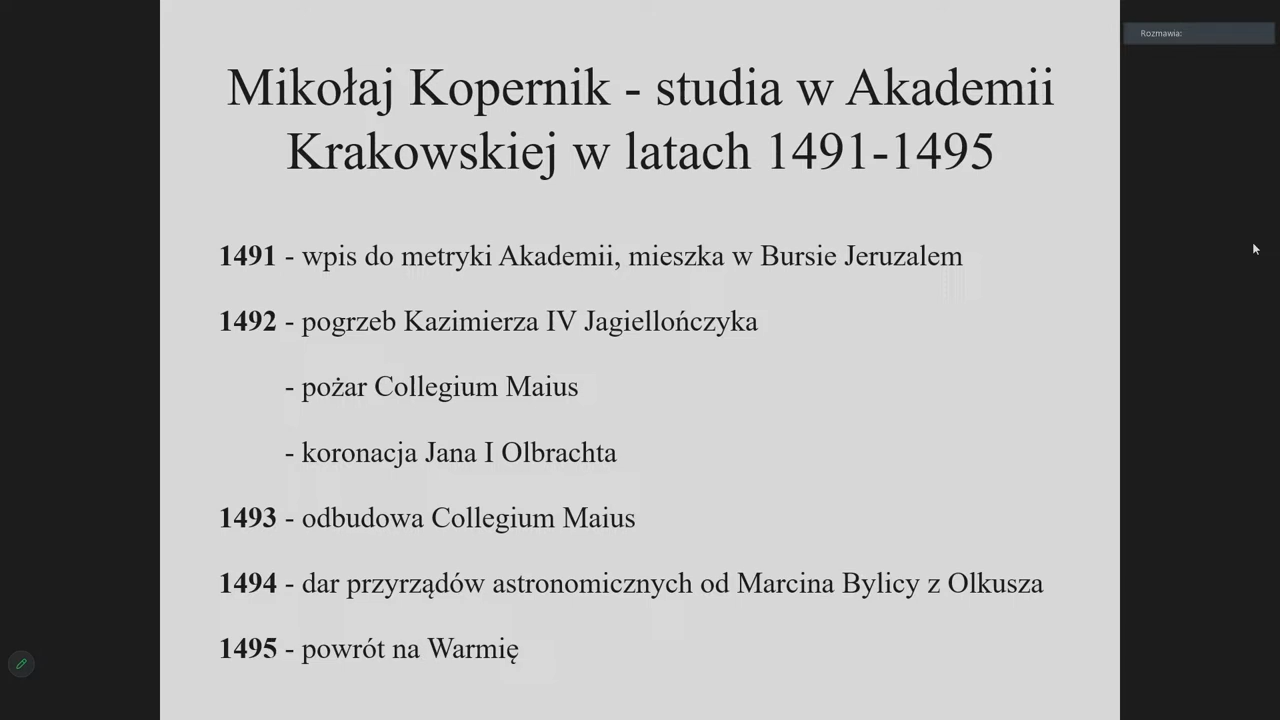 Rozmawia:
Mikołaj Kopernik - studia w Akademii
Krakowskiej w latach 1491-1495
1491 - wpis do metryki Akademii, mieszka w Bursie Jeruzalem
1492 - pogrzeb Kazimierza IV Jagiellończyka
- pożar Collegium Maius
- koronacja Jana I Olbrachta
1493 - odbudowa Collegium Maius
1494 - dar przyrządów astronomicznych od Marcina Bylicy z Olkusza
1495 - powrót na Warmię